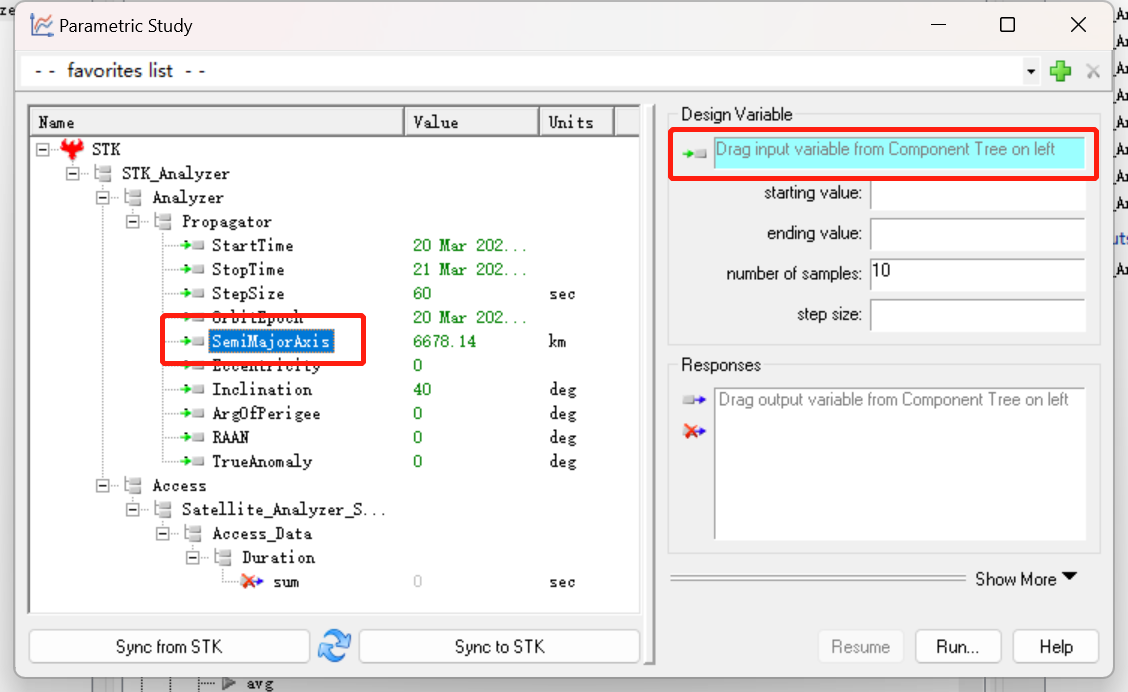 Parametric Study
-- favorites list --
Name Value Units
STK
STK_Analyzer
Analyzer
Propagator
StartTime 20 Mar 202...
StopTime 21 Mar 202...
StepSize 60 sec
OrbitEpoch 20 Mar 202...
SemiMajorAxis 6678.14 km
Eccentricity 0
Inclination 40 deg
ArgOfPerigee 0 deg
RAAN 0 deg
TrueAnomaly 0 deg
Access
Satellite_Analyzer_S...
Access_Data
Duration
sum 0 sec
Sync from STK
Sync to STK
Design Variable
Drag input variable from Component Tree on left
starting value:
ending value:
number of samples: 10
step size:
Responses
Drag output variable from Component Tree on left
Show More
Resume
Run...
Help
avg